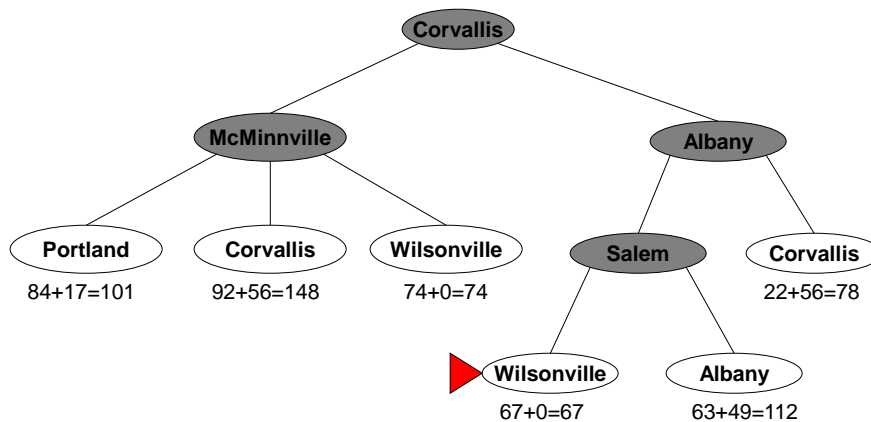 Corvallis
McMinnville
Albany
Portland
Corvallis
Wilsonville
Salem
Corvallis
84+17=101
92+56=148
74+0=74
22+56=78
Wilsonville
Albany
67+0=67
63+49=112